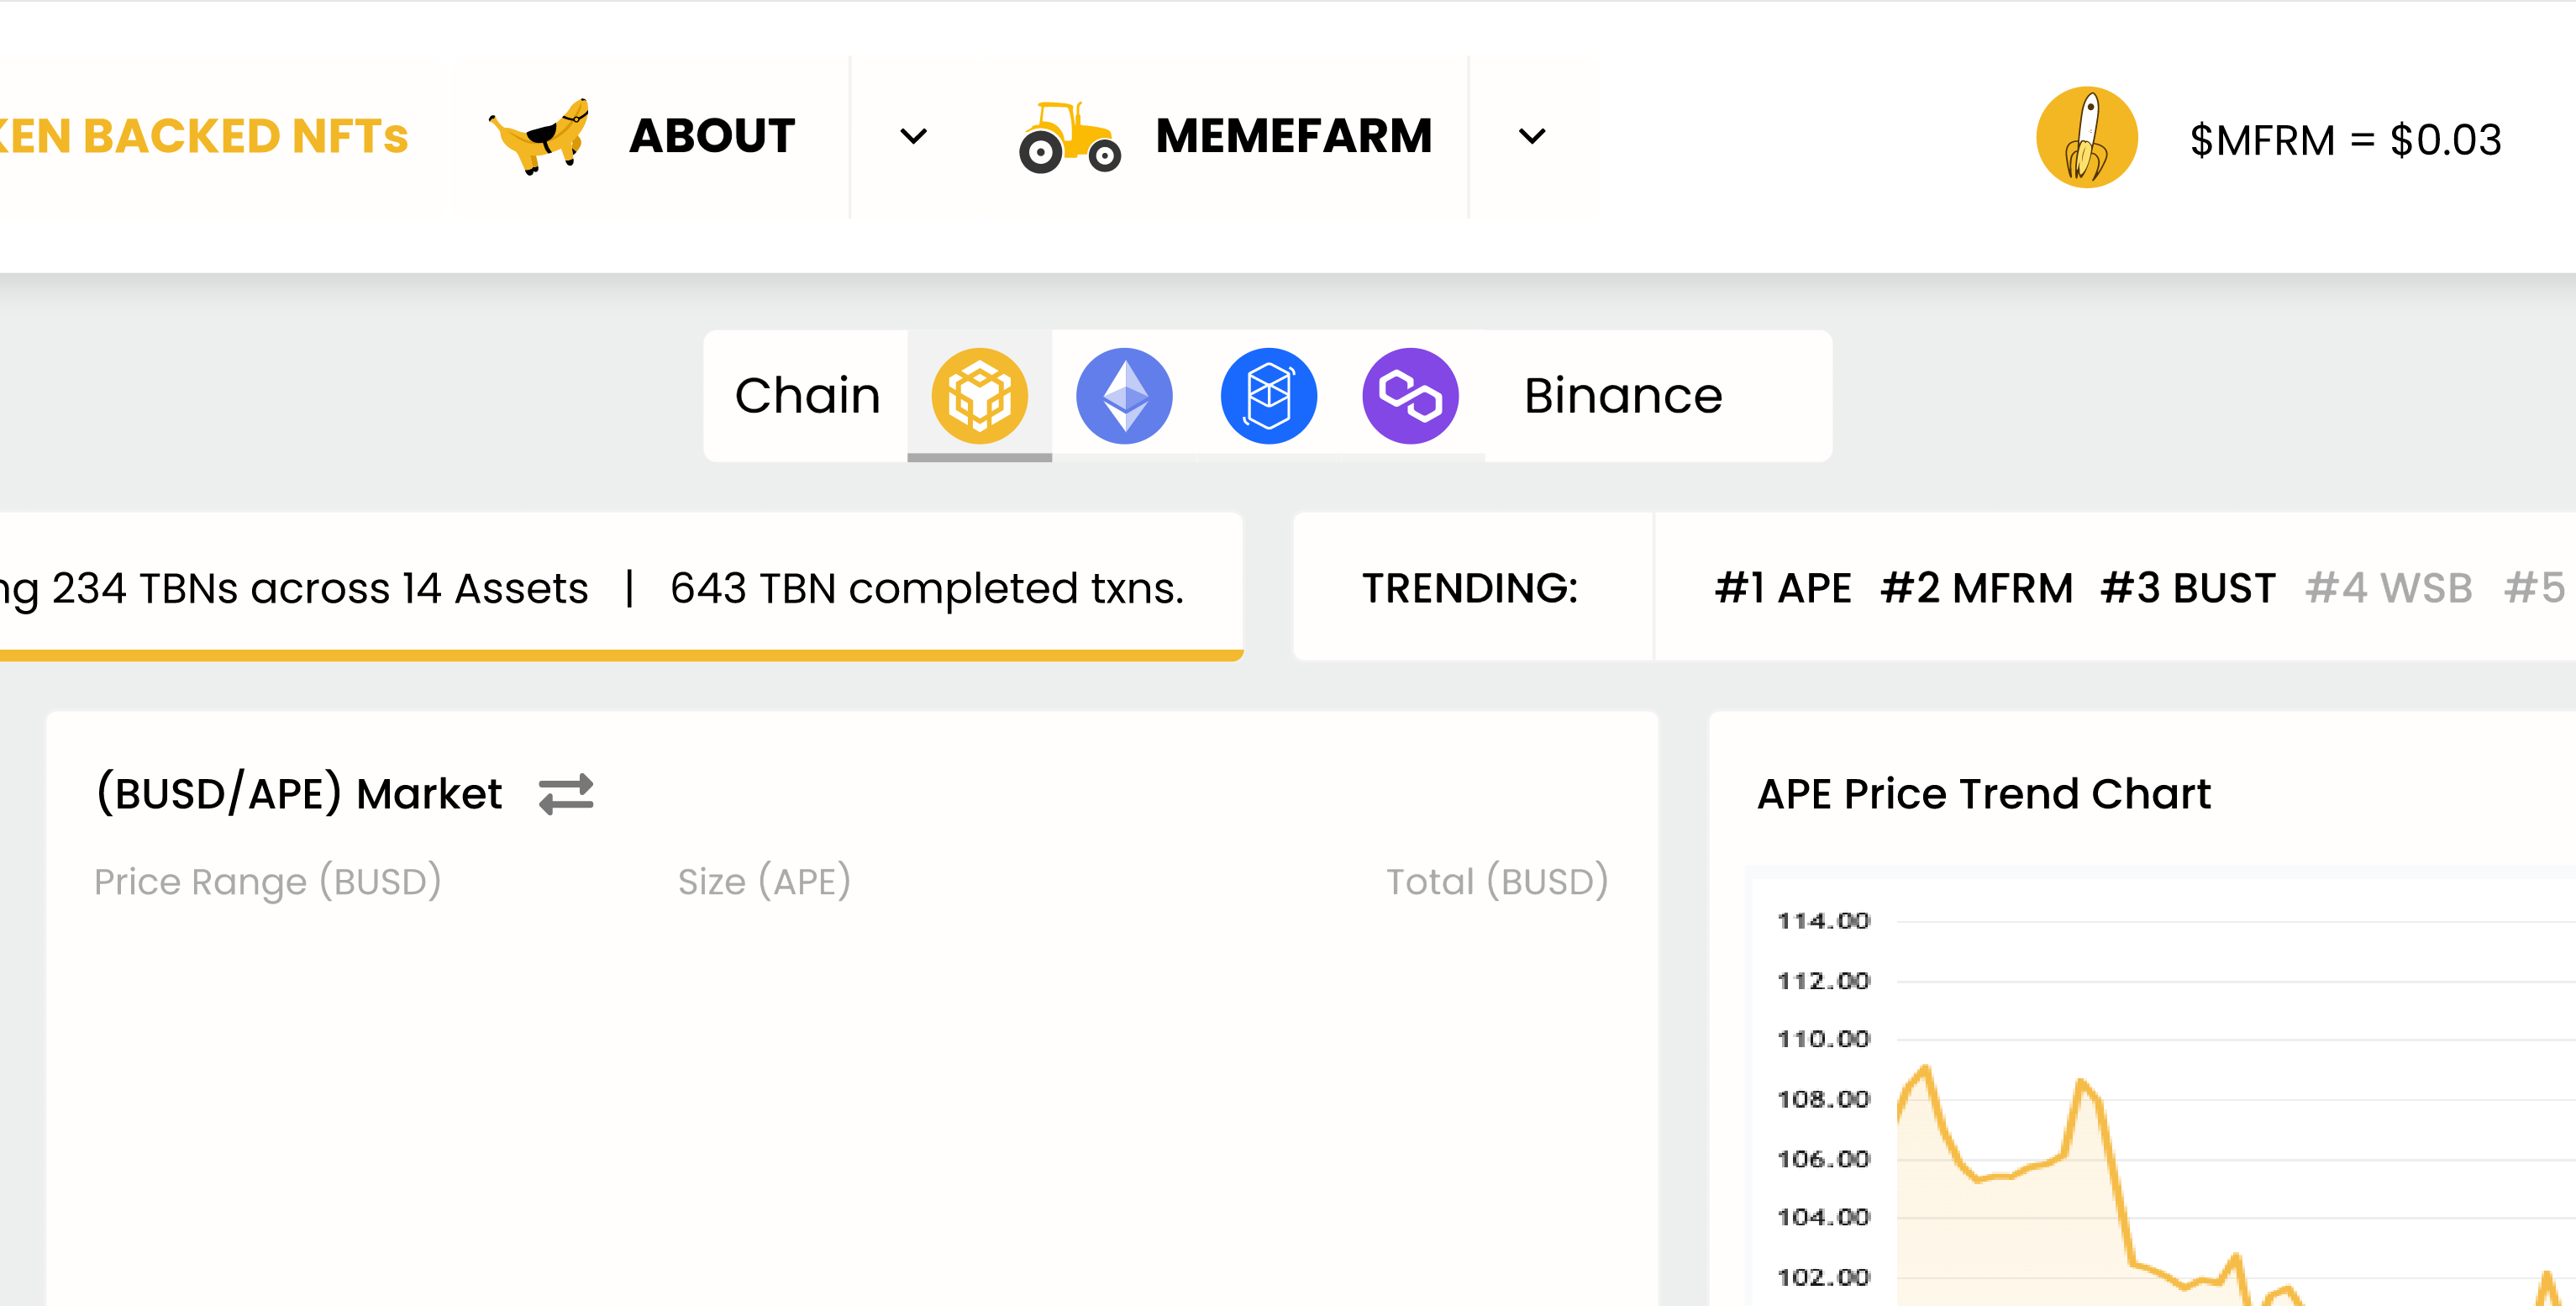 BACKED NFTs ABOUT MEMEFARM $MFRM = $0.03
Chain Binance
234 TBNs across 14 Assets | 643 TBN completed txns. TRENDING: #1 APE #2 MFRM #3 BUST #4 WSB #5
(BUSD/APE) Market
Price Range (BUSD) Size (APE) Total (BUSD)
APE Price Trend Chart
114.00
112.00
110.00
108.00
106.00
104.00
102.00